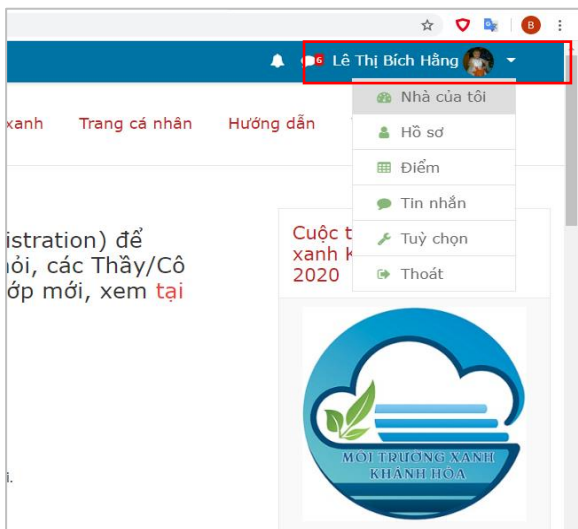 B
6 Lê Thị Bích Hằng
Nhà của tôi
xanh Trang cá nhân Hướng dẫn
Hồ sơ
Điểm
Tin nhắn
Tuỳ chọn
Thoát
istration) để
ỏi, các Thầy/Cô
ớp mới, xem tại
Cuộc t
xanh K
2020
MÔI TRƯỜNG XANH
KHÁNH HÒA
i.